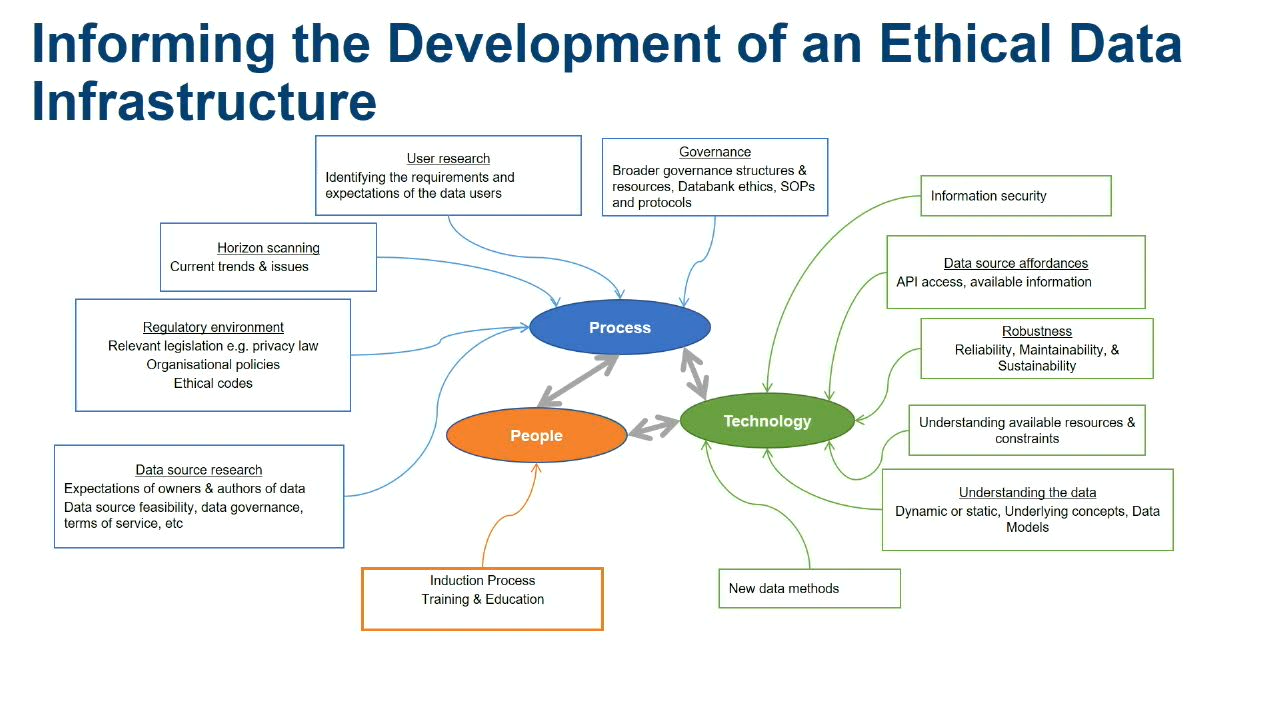 Informing the Development of an Ethical Data
Infrastructure
User research
Identifying the requirements and
expectations of the data users
Governance
Broader governance structures &
resources, Databank ethics, SOPs
and protocols
Information security
Horizon scanning
Current trends & issues
Data source affordances
API access, available information
Regulatory environment
Relevant legislation e.g. privacy law
Organisational policies
Ethical codes
Process
Robustness
Reliability, Maintainability, &
Sustainability
People
Technology
Understanding available resources &
constraints
Data source research
Expectations of owners & authors of data
Data source feasibility, data governance,
terms of service, etc
Understanding the data
Dynamic or static, Underlying concepts, Data
Models
Induction Process
Training & Education
New data methods